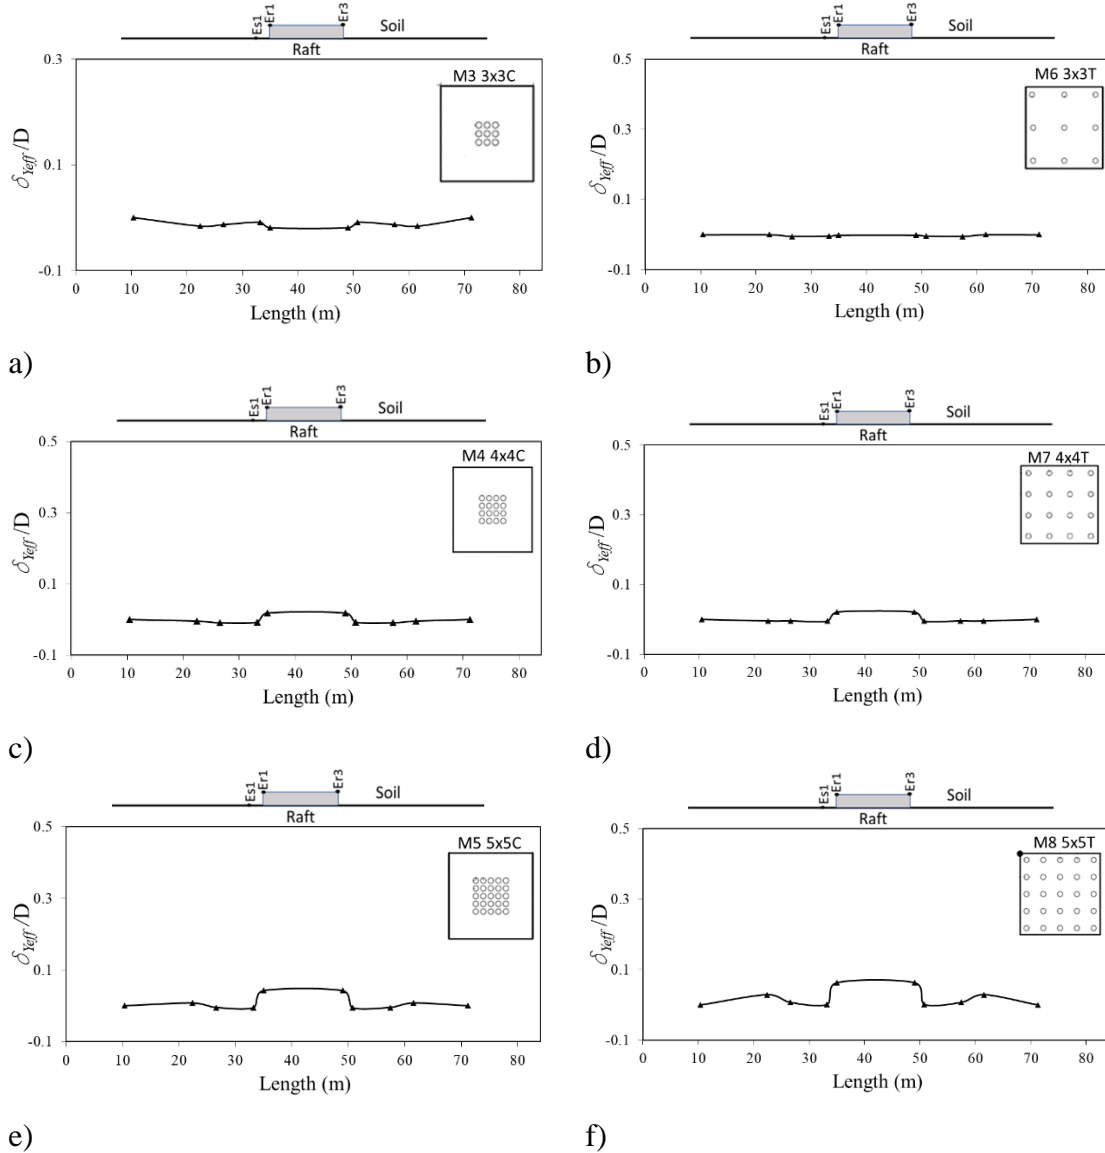 Es1
Er1
Er3
Soil
Raft
M3 3x3C
0.3
0.1
-0.1
δYeff /D
0 10 20 30 40 50 60 70 80
Length (m)
a)
Es1
Er1
Er3
Soil
Raft
M6 3x3T
0.5
0.3
0.1
-0.1
δYeff /D
0 10 20 30 40 50 60 70 80
Length (m)
b)
Es1
Er1
Er3
Soil
Raft
M4 4x4C
0.5
0.3
0.1
-0.1
δYeff /D
0 10 20 30 40 50 60 70 80
Length (m)
c)
Es1
Er1
Er3
Soil
Raft
M7 4x4T
0.5
0.3
0.1
-0.1
δYeff /D
0 10 20 30 40 50 60 70 80
Length (m)
d)
Es1
Er1
Er3
Soil
Raft
M5 5x5C
0.5
0.3
0.1
-0.1
δYeff /D
0 10 20 30 40 50 60 70 80
Length (m)
e)
Es1
Er1
Er3
Soil
Raft
M8 5x5T
0.5
0.3
0.1
-0.1
δYeff /D
0 10 20 30 40 50 60 70 80
Length (m)
f)